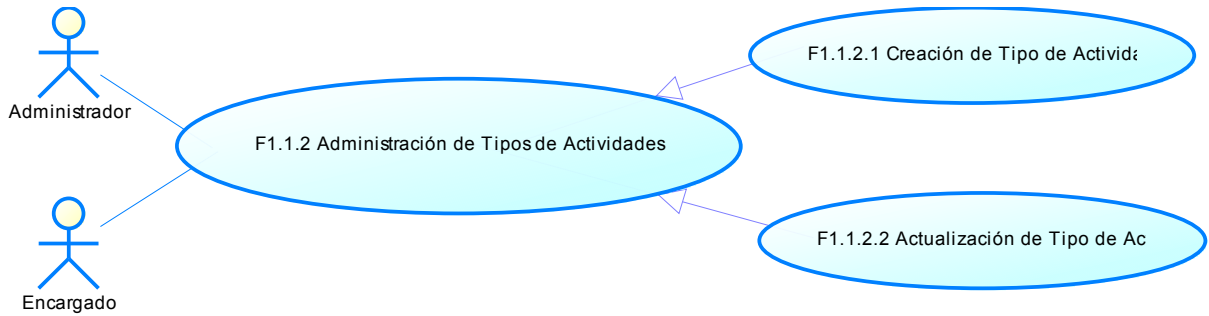 Administrador
F1.1.2 Administración de Tipos de Actividades
Encargado
F1.1.2.1 Creación de Tipo de Activida
F1.1.2.2 Actualización de Tipo de Ac